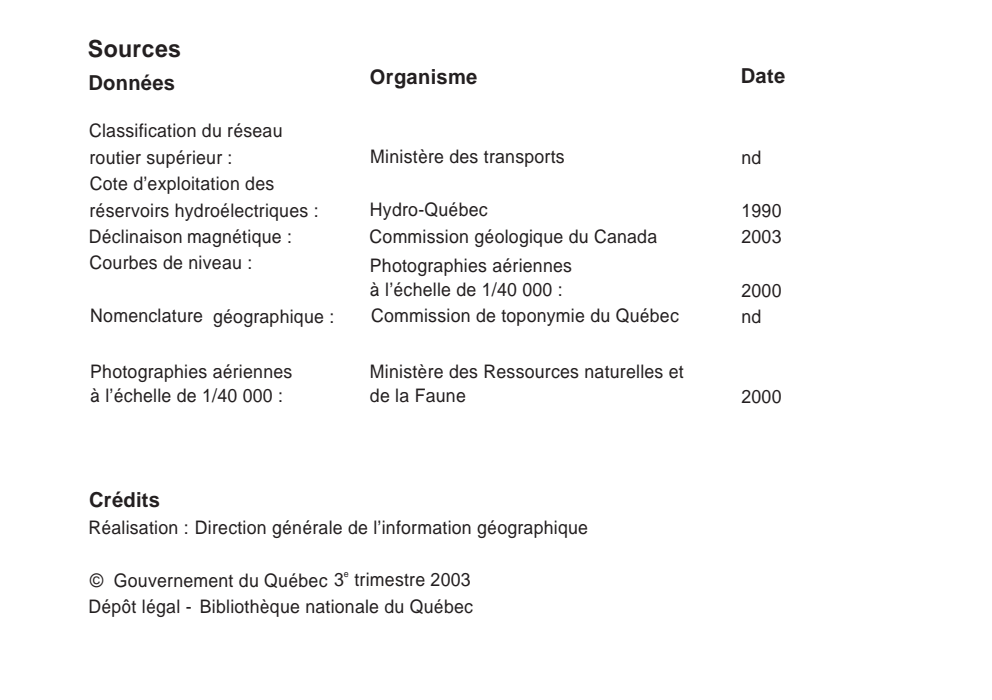 Sources
Données Organisme Date
Classification du réseau
routier supérieur : Ministère des transports nd
Cote d’exploitation des
réservoirs hydroélectriques : Hydro-Québec 1990
Déclinaison magnétique : Commission géologique du Canada 2003
Courbes de niveau : Photographies aériennes
à l’échelle de 1/40 000 : 2000
Nomenclature géographique : Commission de toponymie du Québec nd
Photographies aériennes Ministère des Ressources naturelles et
à l’échelle de 1/40 000 : de la Faune 2000
Crédits
Réalisation : Direction générale de l’information géographique
© Gouvernement du Québec 3e trimestre 2003
Dépôt légal - Bibliothèque nationale du Québec